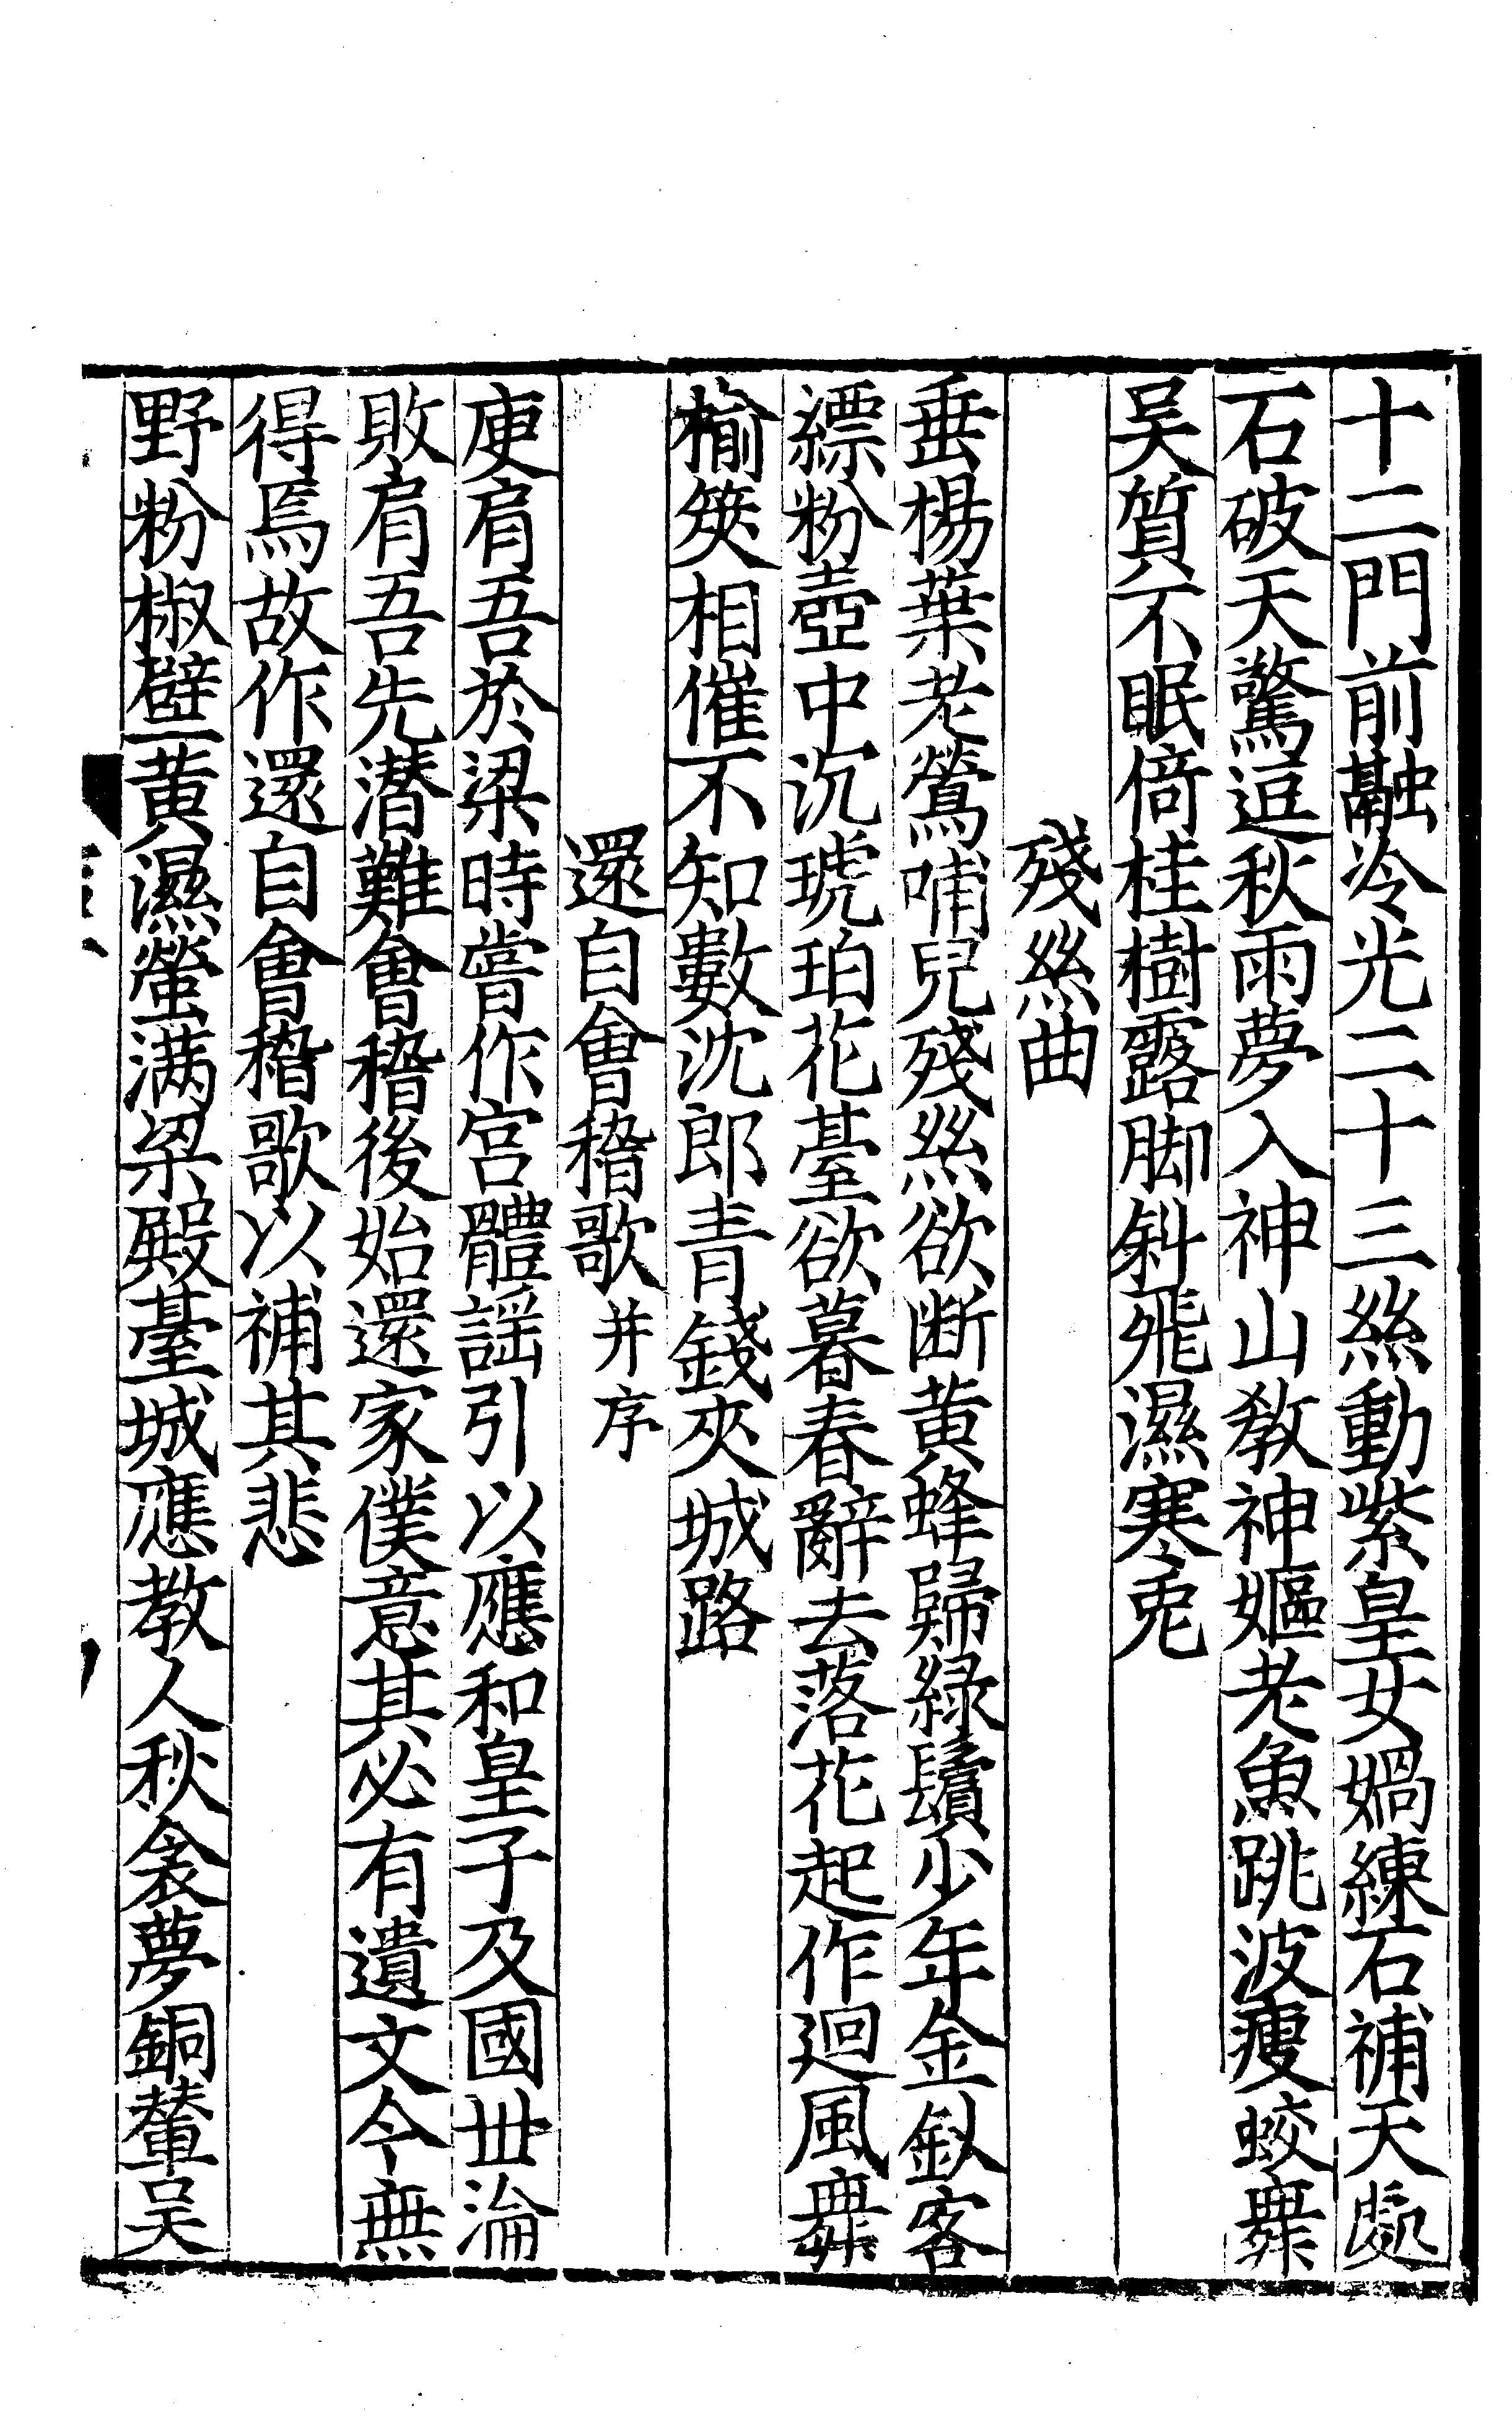 十二門前融冷光二十三絲動紫皇女媧練石補天處
石破天驚逗秋雨夢入神山教神嫗老魚跳波瘦蛟舞
吴質不眠倚桂樹露脚斜飛濕寒兎
殘絲曲
垂楊葉老鶯哺兒殘絲欲断黄蜂歸緑鬢少年金釵客
縹粉壺中沉琥珀花臺欲暮春辭去落花起作迴風舞
榆筴相催不知數沈郎青錢夾城路
還自會稽歌并序
庾肩吾於梁時嘗作宫體謡引以應和皇子及國丗淪
敗肩吾先潜難會稽後始還家僕意其必有遺文今無
得焉故作還自會稽歌以補其悲
野粉椒壁黄濕螢满梁殿臺城應教人秋衾夢銅輦吴